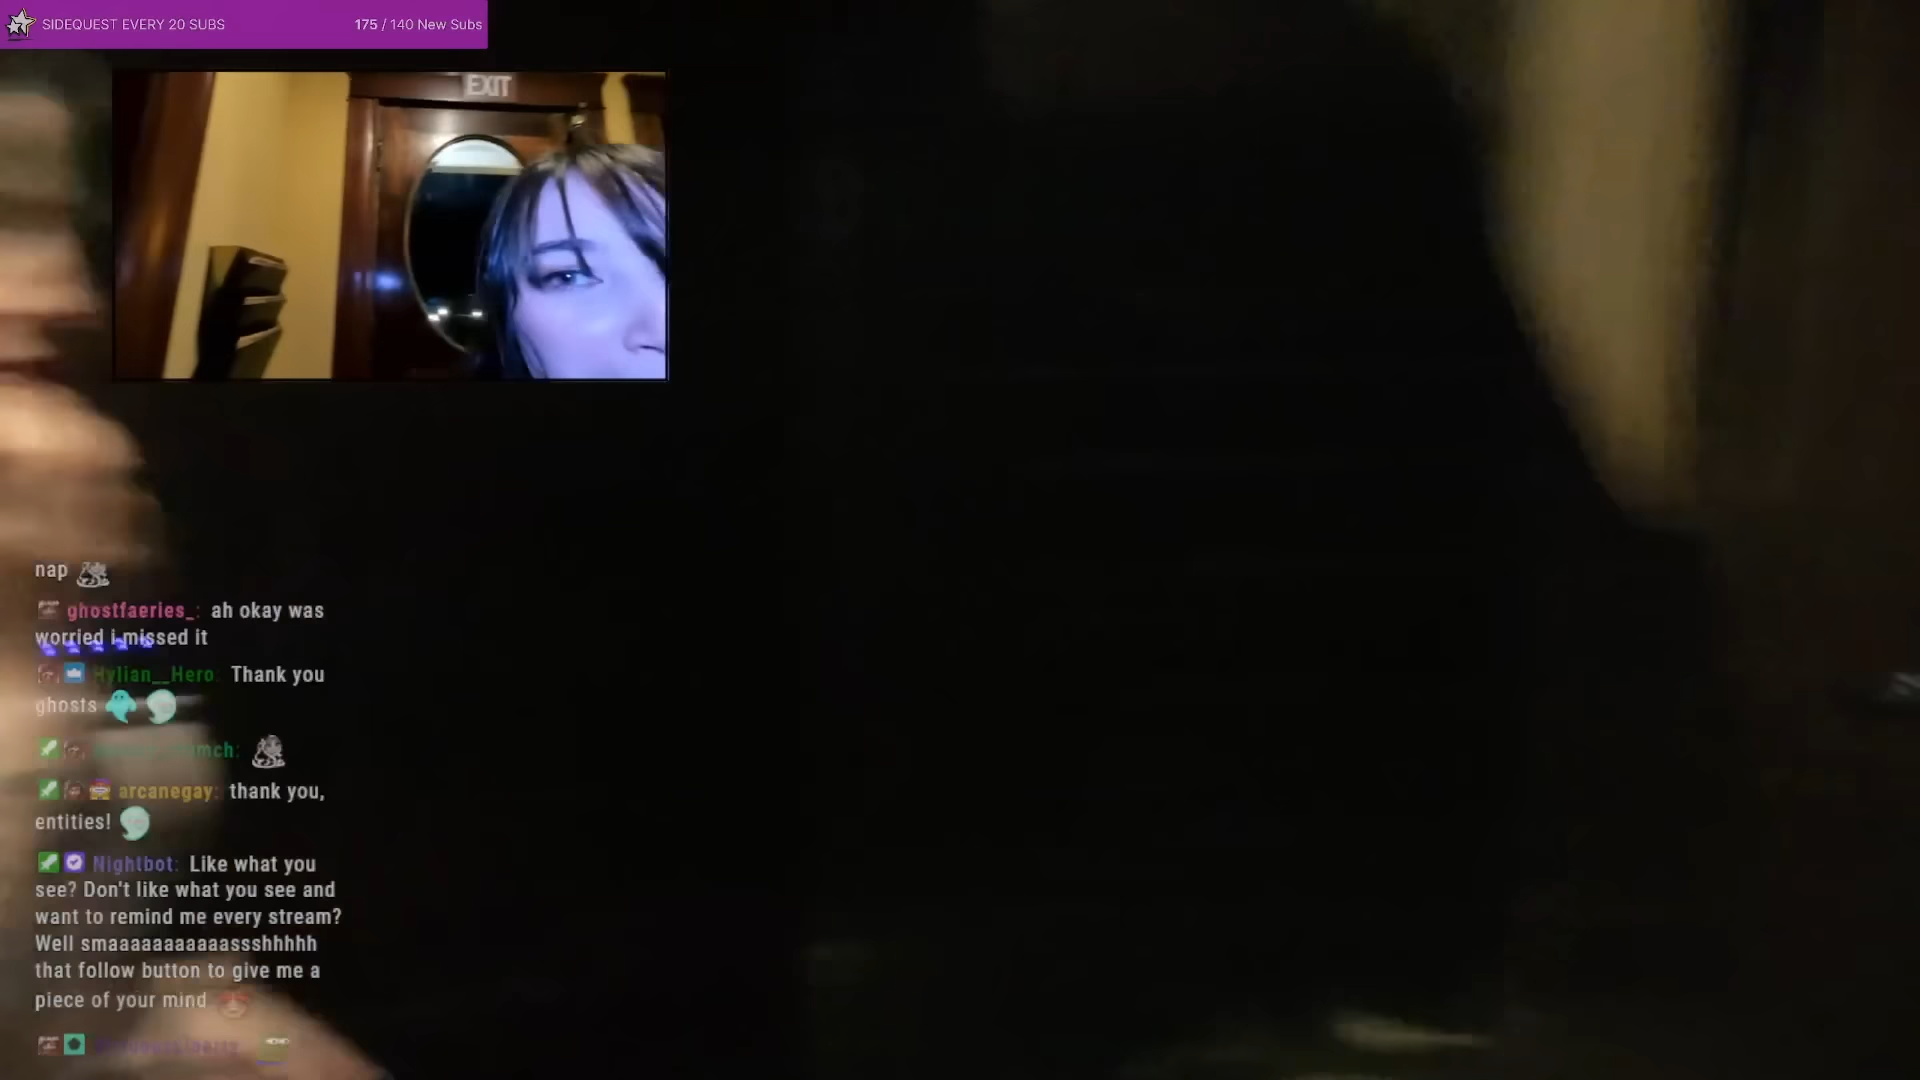 SIDEQUEST EVERY 20 SUBS 175 / 140 New Subs
EXIT
nap
ghostfaeries_: ah okay was
worried i missed it
Hylian__Hero: Thank you
ghosts
arcanegay: thank you,
entities!
Nightbot: Like what you
see? Don't like what you see and
want to remind me every stream?
Well smaaaaaaaaaaassshhhhh
that follow button to give me a
piece of your mind